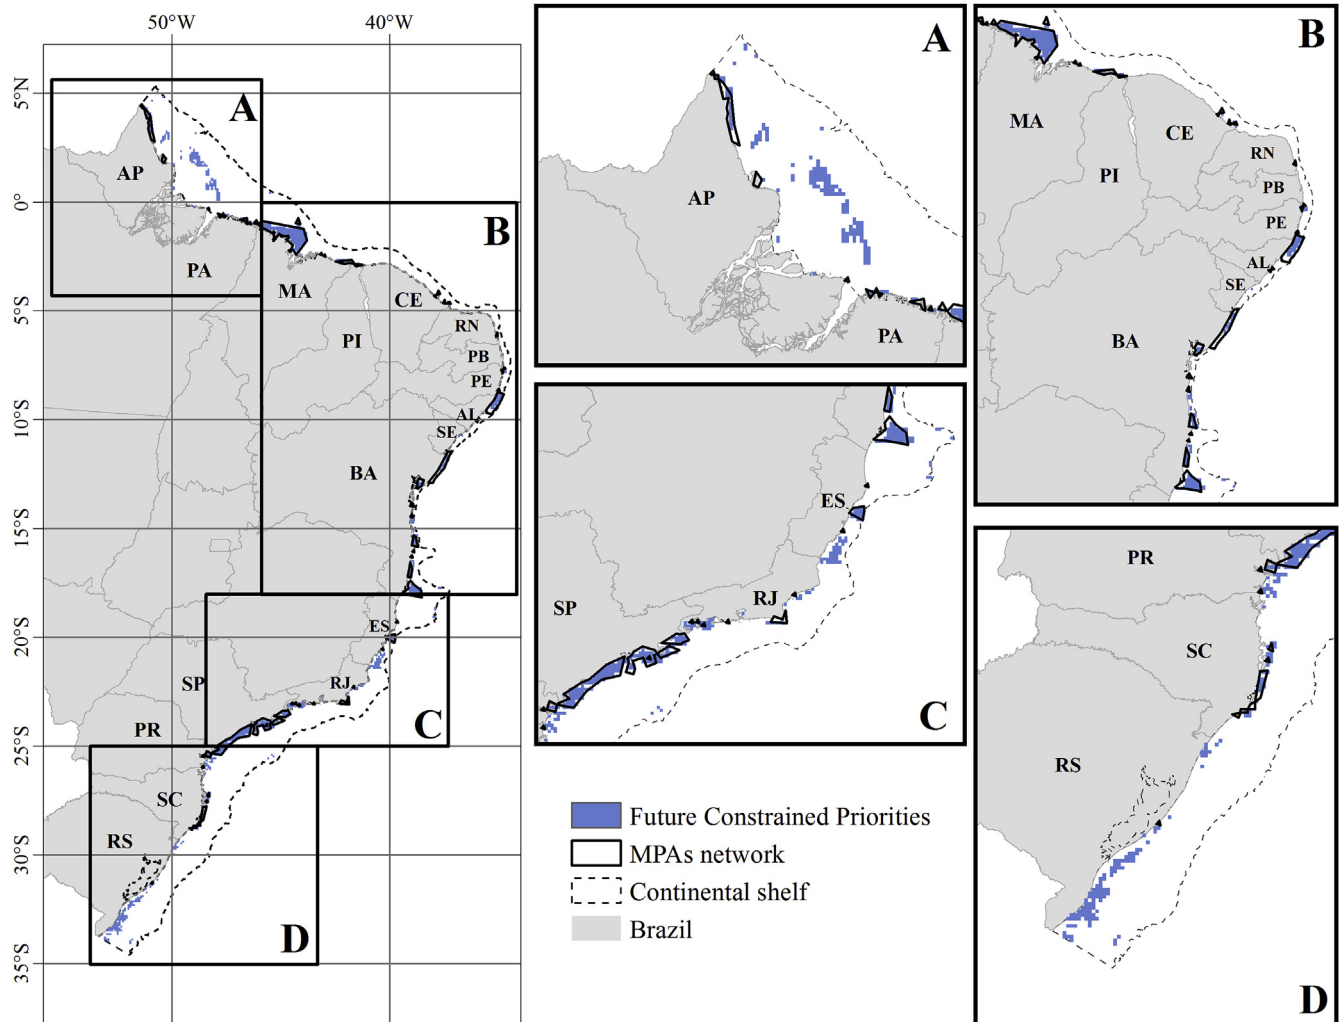 50°W 40°W
5°N
0°
5°S
10°S
15°S
20°S
25°S
30°S
35°S
A
AP
B
PA
MA
CE
PI
RN
PB
PE
AL
SE
BA
ES
SP
RJ
C
PR
SC
RS
D
A
AP
PA
B
MA
CE
RN
PI
PB
PE
AL
SE
BA
ES
SP
RJ
C
PR
SC
RS
D
Future Constrained Priorities
MPAs network
Continental shelf
Brazil